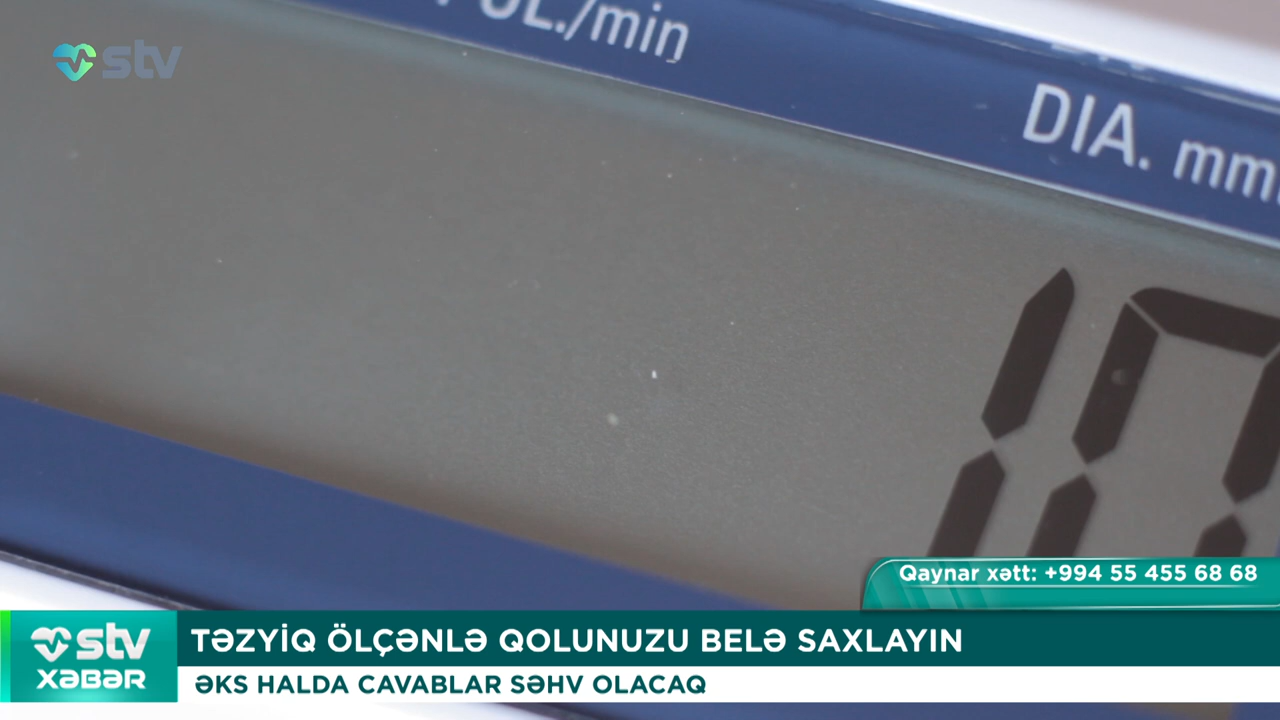 stv
PUL./min
DIA. mm
10
Qaynar xətt: +994 55 455 68 68
stv
XƏBƏR
TƏZYİQ ÖLÇƏNLƏ QOLUNUZU BELƏ SAXLAYIN
ƏKS HALDA CAVABLAR SƏHV OLACAQ